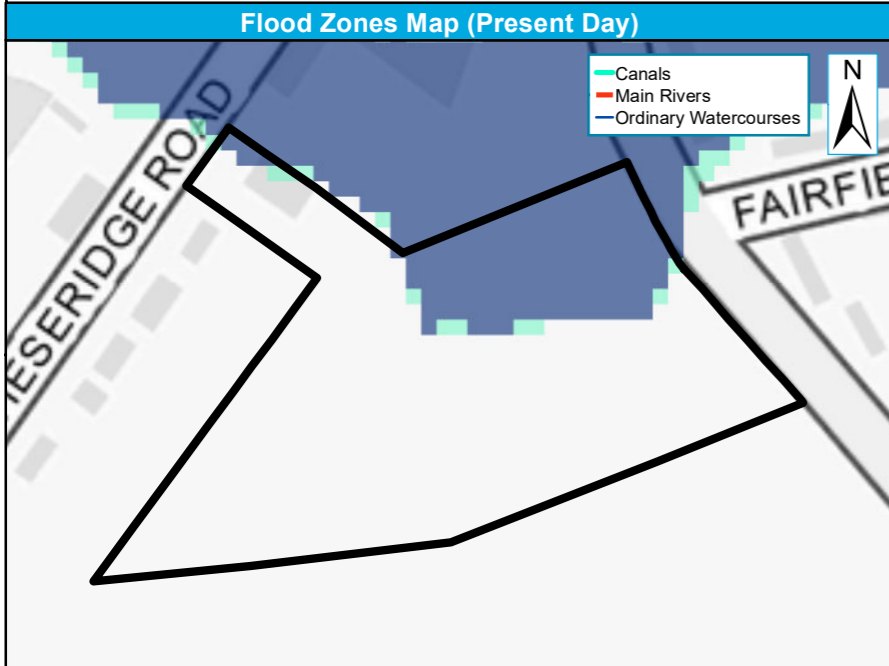 Flood Zones Map (Present Day)
Canals
Main Rivers
Ordinary Watercourses
N
ESERIDGE ROAD
FAIRFIE